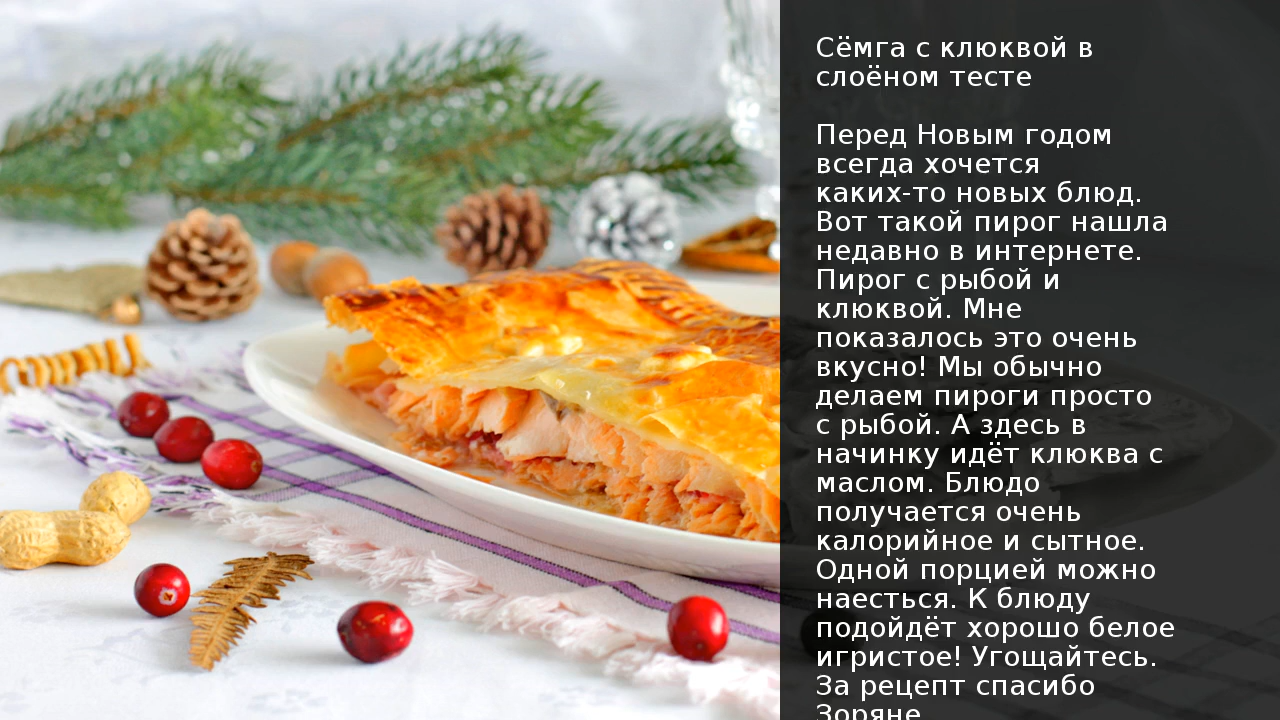 Сёмга с клюквой в
слоёном тесте
Перед Новым годом
всегда хочется
каких-то новых блюд.
Вот такой пирог нашла
недавно в интернете.
Пирог с рыбой и
клюквой. Мне
показалось это очень
вкусно! Мы обычно
делаем пироги просто
с рыбой. А здесь в
начинку идёт клюква с
маслом. Блюдо
получается очень
калорийное и сытное.
Одной порцией можно
наесться. К блюду
подойдёт хорошо белое
игристое! Угощайтесь.
За рецепт спасибо
Зоряне